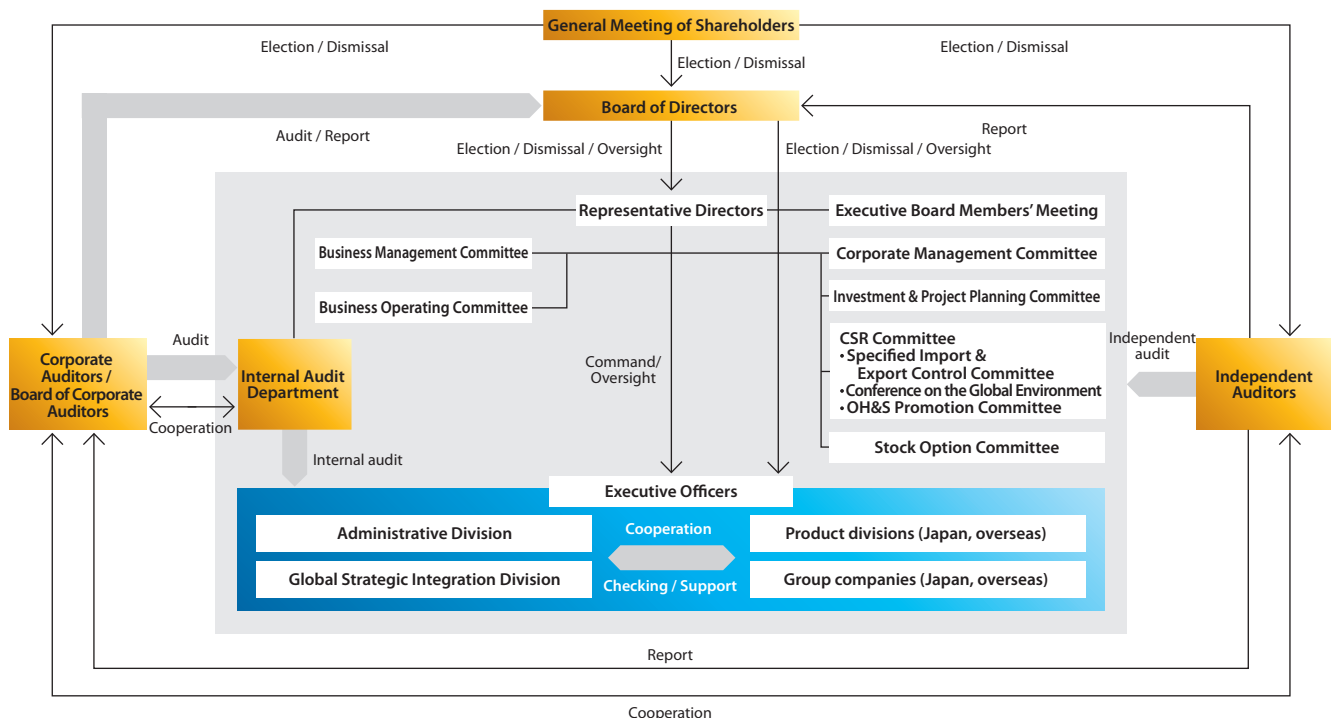 General Meeting of Shareholders
Election / Dismissal
Election / Dismissal
Election / Dismissal
Board of Directors
Audit / Report
Report
Election / Dismissal / Oversight
Election / Dismissal / Oversight
Representative Directors
Executive Board Members' Meeting
Business Management Committee
Corporate Management Committee
Business Operating Committee
Investment & Project Planning Committee
Audit
CSR Committee
• Specified Import &
Export Control Committee
• Conference on the Global Environment
• OH&S Promotion Committee
Independent
audit
Corporate
Auditors /
Board of Corporate
Auditors
Internal Audit
Department
Command/
Oversight
Independent
Auditors
Cooperation
Stock Option Committee
Internal audit
Executive Officers
Administrative Division
Cooperation
Product divisions (Japan, overseas)
Global Strategic Integration Division
Checking / Support
Group companies (Japan, overseas)
Report
Cooperation